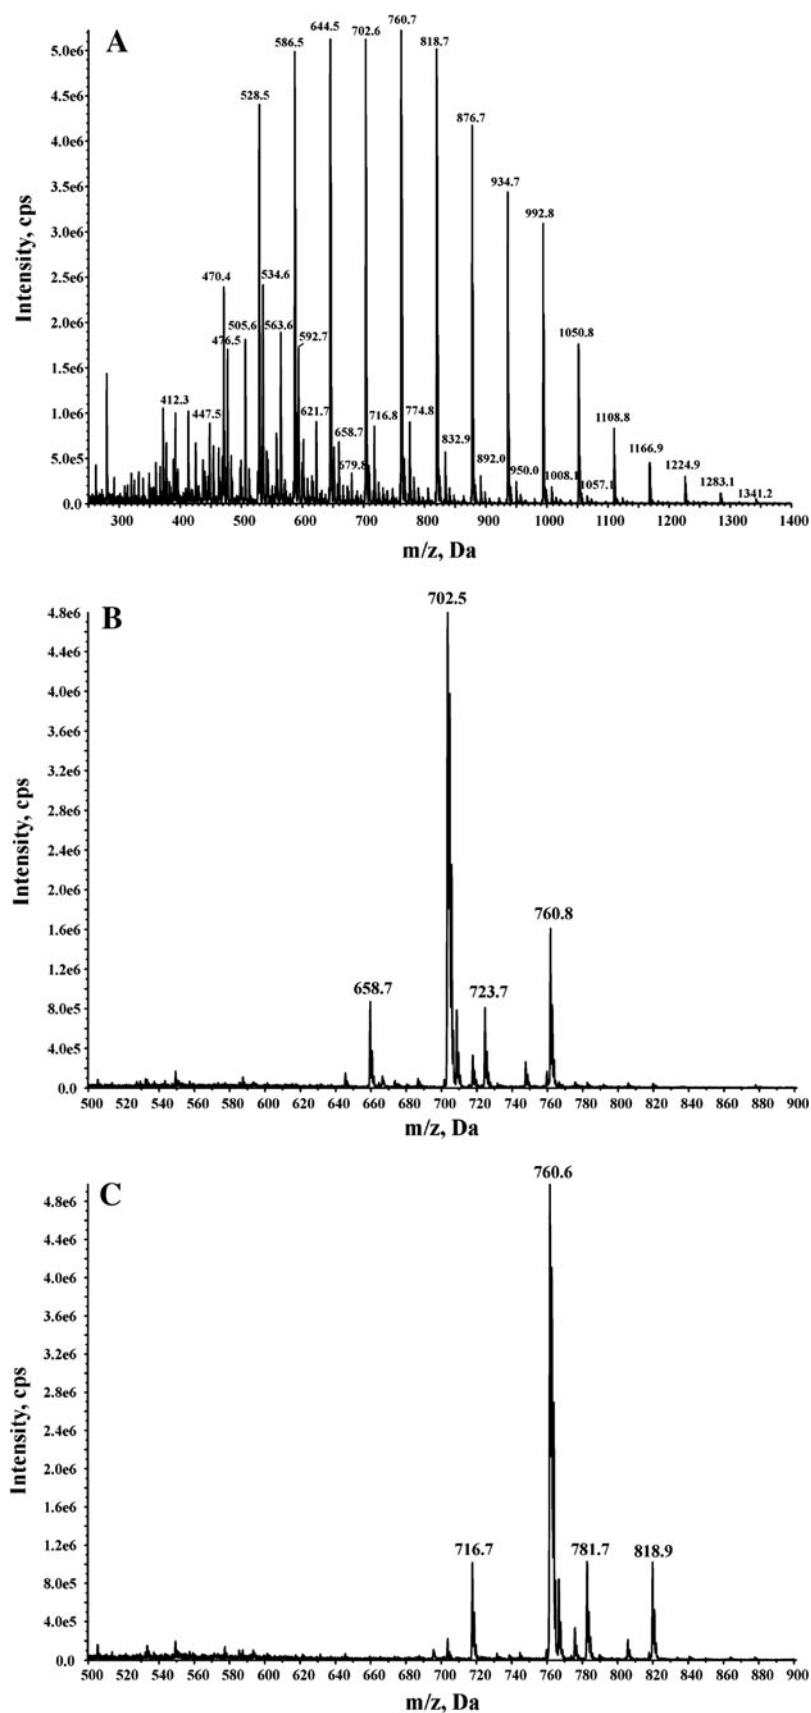 A
5.0e6
4.5e6
4.0e6
3.5e6
3.0e6
2.5e6
2.0e6
1.5e6
1.0e6
5.0e5
0.0
Intensity, cps
412.3
447.5
470.4
476.5
505.6
528.5
534.6
563.6
586.5
592.7
621.7
644.5
658.7
679.8
702.6
716.8
760.7
774.8
818.7
832.9
876.7
892.0
934.7
950.0
992.8
1008.1
1050.8
1057.1
1108.8
1166.9
1224.9
1283.1
1341.2
300 400 500 600 700 800 900 1000 1100 1200 1300 1400
m/z, Da
B
4.8e6
4.4e6
4.0e6
3.6e6
3.2e6
2.8e6
2.4e6
2.0e6
1.6e6
1.2e6
8.0e5
4.0e5
0.0
Intensity, cps
658.7
702.5
723.7
760.8
500 520 540 560 580 600 620 640 660 680 700 720 740 760 780 800 820 840 860 880 900
m/z, Da
C
4.8e6
4.4e6
4.0e6
3.6e6
3.2e6
2.8e6
2.4e6
2.0e6
1.6e6
1.2e6
8.0e5
4.0e5
0.0
Intensity, cps
716.7
760.6
781.7
818.9
500 520 540 560 580 600 620 640 660 680 700 720 740 760 780 800 820 840 860 880 900
m/z, Da